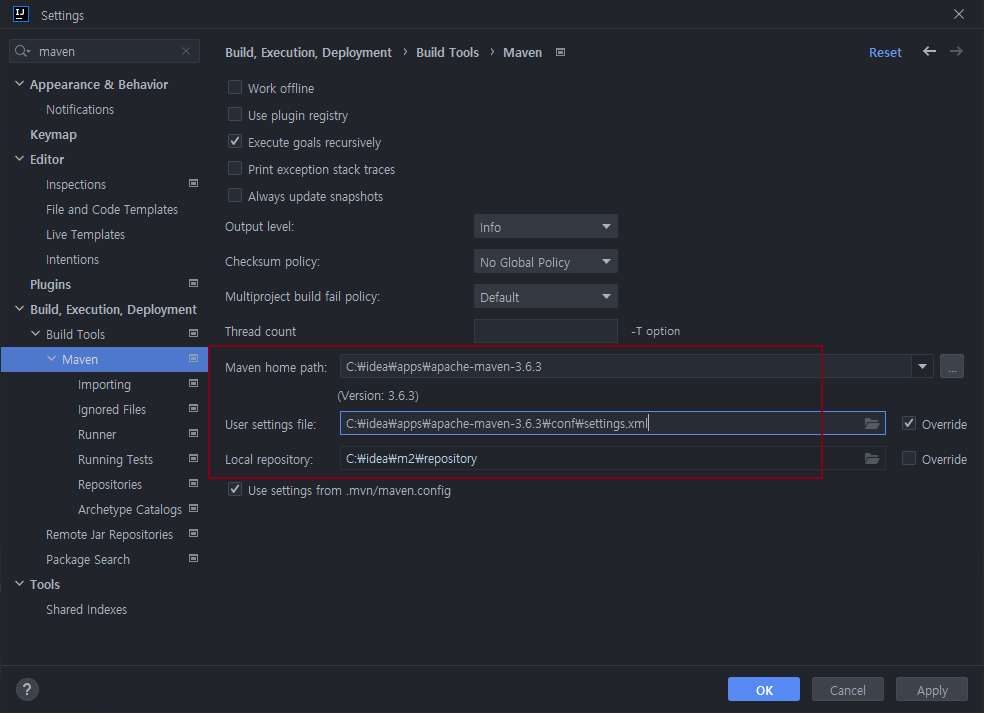 Settings
maven
Build, Execution, Deployment › Build Tools › Maven
Reset
Appearance & Behavior
Notifications
Keymap
Editor
Inspections
File and Code Templates
Live Templates
Intentions
Plugins
Build, Execution, Deployment
Build Tools
Maven
Importing
Ignored Files
Runner
Running Tests
Repositories
Archetype Catalogs
Remote Jar Repositories
Package Search
Tools
Shared Indexes
Work offline
Use plugin registry
Execute goals recursively
Print exception stack traces
Always update snapshots
Output level: Info
Checksum policy: No Global Policy
Multiproject build fail policy: Default
Thread count -T option
Maven home path: C:₩idea₩apps₩apache-maven-3.6.3 ...
(Version: 3.6.3)
User settings file: C:₩idea₩apps₩apache-maven-3.6.3₩conf₩settings.xml Override
Local repository: C:₩idea₩m2₩repository Override
Use settings from .mvn/maven.config
? OK Cancel Apply